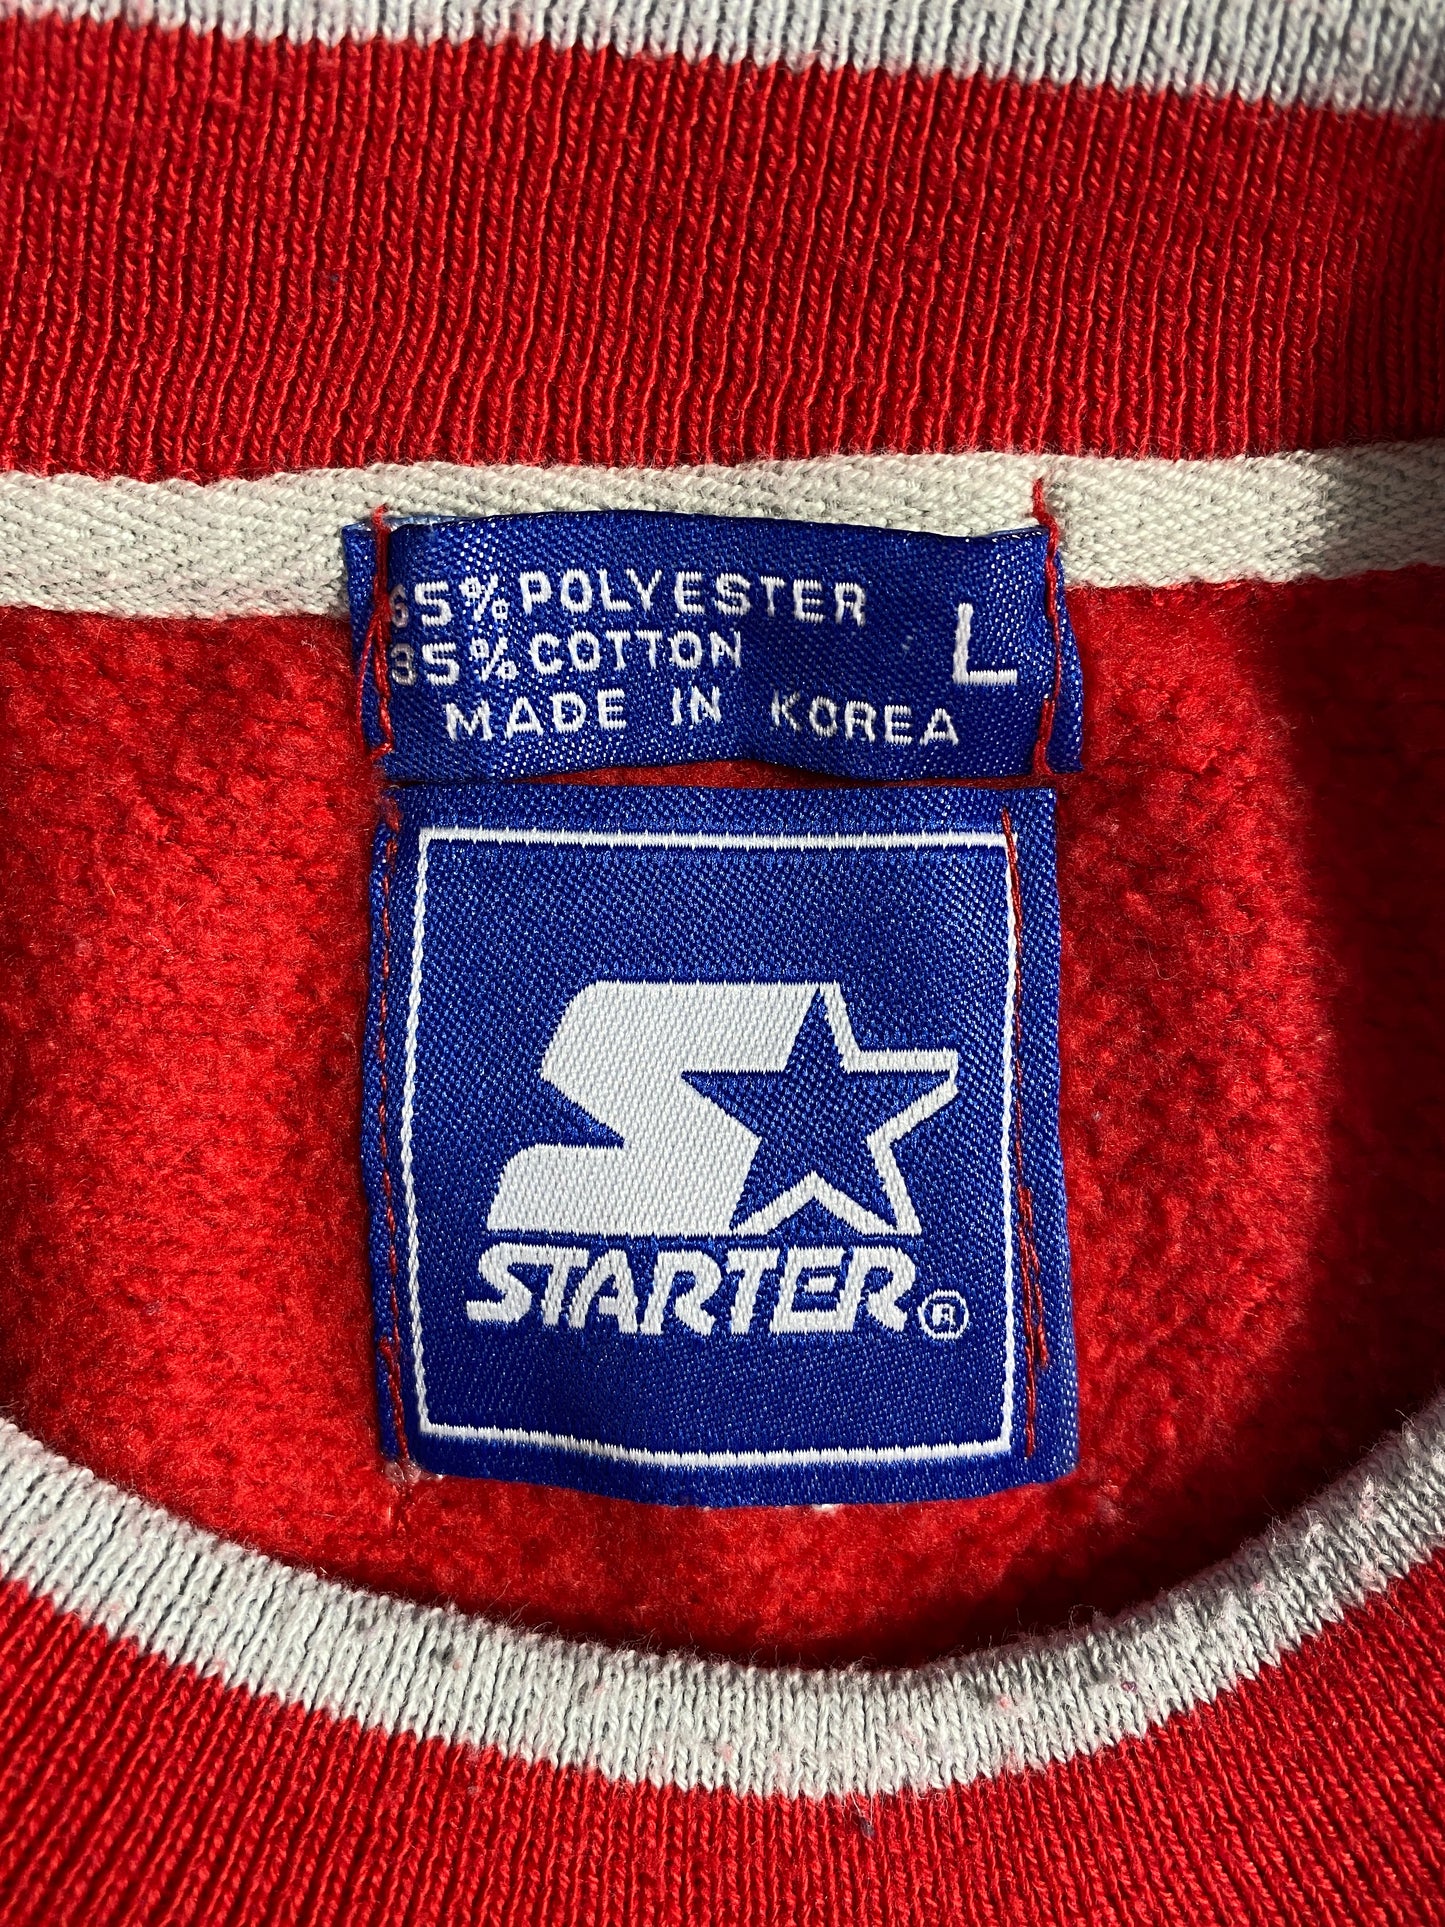 65% POLYESTER
35% COTTON
L
MADE IN KOREA
STARTER®